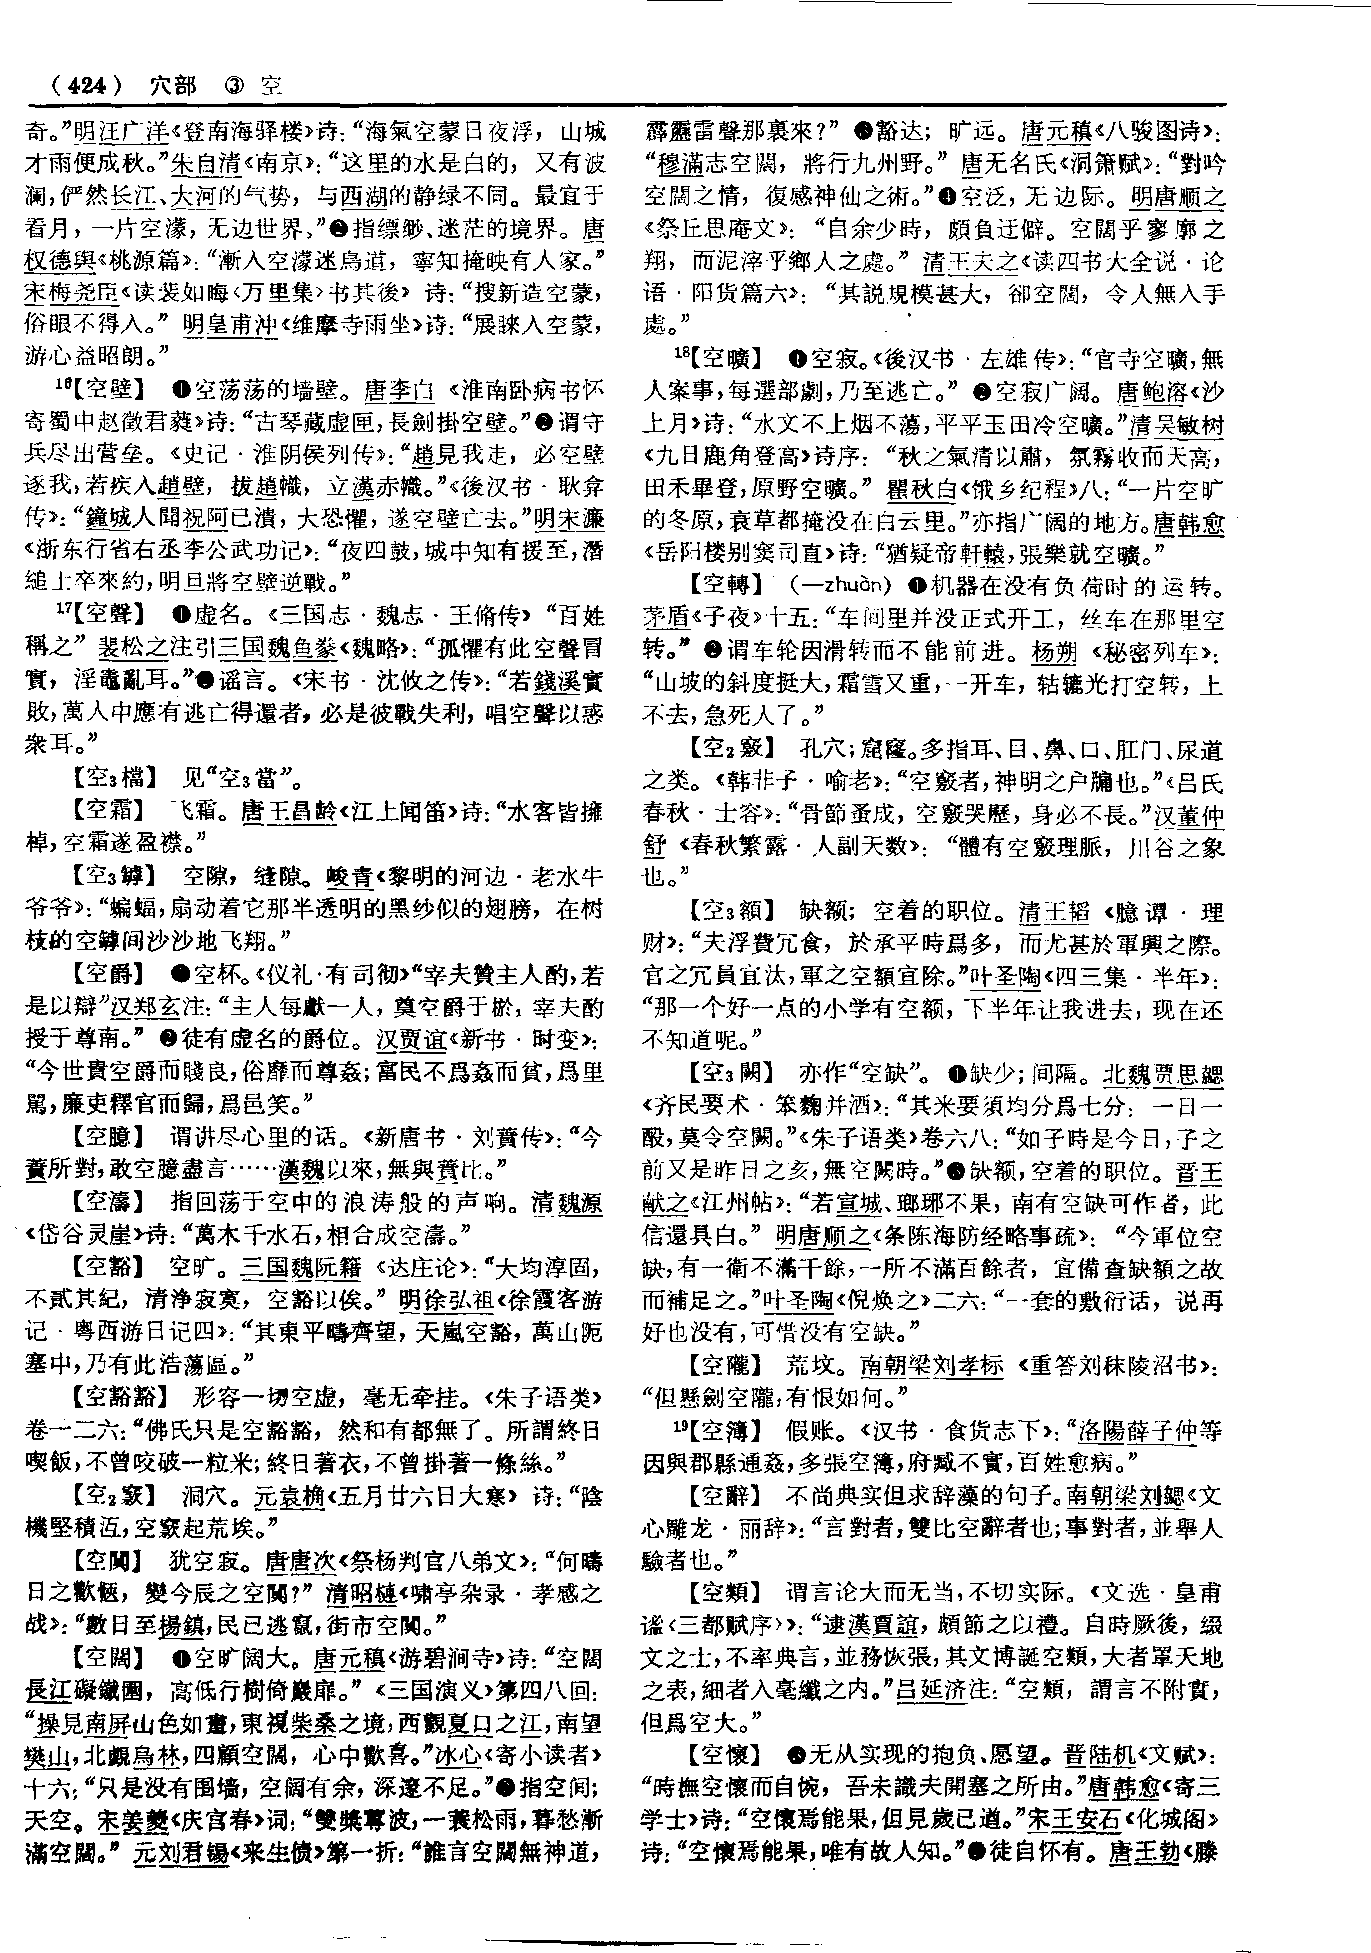 （424） 穴部 ③ 空
奇。”明汪广洋《登南海驿楼》诗：“海氣空蒙日夜浮，山城
才雨便成秋。”朱自清《南京》：“这里的水是白的，又有波
澜，俨然长江、大河的气势，与西湖的静绿不同。最宜于
看月，一片空濛，无边世界。”❷指缥缈、迷茫的境界。唐
权德舆《桃源篇》：“漸入空濛迷鳥道，寧知掩映有人家。”
宋梅尧臣《读裴如晦〈万里集〉书其後》 诗：“搜新造空蒙，
俗眼不得入。” 明皇甫冲《维摩寺雨坐》诗：“展睐入空蒙，
游心益昭朗。”
16【空壁】 ❶空荡荡的墙壁。唐李白 《淮南卧病书怀
寄蜀中赵徵君蕤》诗：“古琴藏虚匣，長劍掛空壁。”❷谓守
兵尽出营垒。《史记·淮阴侯列传》：“趙見我走，必空壁
逐我，若疾入趙壁，拔趙幟，立漢赤幟。”《後汉书·耿弇
传》：“鐘城人聞祝阿已潰，大恐懼，遂空壁亡去。”明宋濂
《浙东行省右丞李公武功记》：“夜四鼓，城中知有援至，潛
縋上卒來約，明旦將空壁逆戰。”
17【空聲】 ❶虚名。《三国志·魏志·王脩传》 “百姓
稱之” 裴松之注引三国魏鱼豢《魏略》：“孤懼有此空聲冒
實，淫鼃亂耳。”❷谣言。《宋书·沈攸之传》：“若錢溪實
敗，萬人中應有逃亡得還者，必是彼戰失利，唱空聲以惑
衆耳。”
【空3檔】 见“空3當”。
【空霜】 飞霜。唐王昌龄《江上闻笛》诗：“水客皆擁
棹，空霜遂盈襟。”
【空3罅】 空隙，缝隙。峻青《黎明的河边·老水牛
爷爷》：“蝙蝠，扇动着它那半透明的黑纱似的翅膀，在树
枝的空罅间沙沙地飞翔。”
【空爵】 ❶空杯。《仪礼·有司彻》“宰夫贊主人酌，若
是以辯”汉郑玄注：“主人每獻一人，奠空爵于棜，宰夫酌
授于尊南。” ❷徒有虚名的爵位。汉贾谊《新书·时变》：
“今世貴空爵而賤良，俗靡而尊姦；富民不爲姦而貧，爲里
駡，廉吏釋官而歸，爲邑笑。”
【空臆】 谓讲尽心里的话。《新唐书·刘蕡传》：“今
蕡所對，敢空臆盡言……漢魏以來，無與蕡比。”
【空濤】 指回荡于空中的浪涛般的声响。清魏源
《岱谷灵崖》诗：“萬木千水石，相合成空濤。”
【空豁】 空旷。三国魏阮籍 《达庄论》：“大均淳固，
不貳其紀，清净寂寞，空豁以俟。” 明徐弘祖《徐霞客游
记·粤西游日记四》：“其東平疇齊望，天嵐空豁，萬山阨
塞中，乃有此浩蕩區。”
【空豁豁】 形容一切空虚，毫无牵挂。《朱子语类》
卷一二六：“佛氏只是空豁豁，然和有都無了。所謂終日
喫飯，不曾咬破一粒米；終日著衣，不曾掛著一條絲。”
【空2窾】 洞穴。元袁桷《五月廿六日大寒》 诗：“陰
機堅積沍，空窾起荒埃。”
【空闃】 犹空寂。唐唐次《祭杨判官八弟文》：“何疇
日之歡愜，變今辰之空闃？” 清昭槤《啸亭杂录·孝感之
战》：“數日至楊鎮，民已逃竄，街市空闃。”
【空闊】 ❶空旷阔大。唐元稹《游碧涧寺》诗：“空闊
長江礙鐵圍，高低行樹倚巖扉。”《三国演义》第四八回：
“操見南屏山色如畫，東視柴桑之境，西觀夏口之江，南望
樊山，北覷烏林，四顧空闊，心中歡喜。”冰心《寄小读者》
十六：“只是没有围墙，空阔有余，深邃不足。”❷指空间；
天空。宋姜夔《庆宫春》词：“雙槳蓴波，一蓑松雨，暮愁漸
滿空闊。” 元刘君锡《来生债》第一折：“誰言空闊無神道，
霹靂雷聲那裏來？” ❸豁达；旷远。唐元稹《八骏图诗》：
“穆滿志空闊，將行九州野。” 唐无名氏《洞箫赋》：“對吟
空闊之情，復感神仙之術。”❹空泛，无边际。明唐顺之
《祭丘思庵文》：“自余少時，頗負迂僻。空闊乎寥廓之
翔，而泥滓乎鄉人之處。” 清王夫之《读四书大全说·论
语·阳货篇六》：“其説規模甚大，卻空闊，令人無入手
處。”
18【空曠】 ❶空寂。《後汉书·左雄传》：“官寺空曠，無
人案事，每選部劇，乃至逃亡。” ❷空寂广阔。唐鲍溶《沙
上月》诗：“水文不上烟不蕩，平平玉田冷空曠。”清吴敏树
《九日鹿角登高》诗序：“秋之氣清以肅，氛霧收而天高，
田禾畢登，原野空曠。” 瞿秋白《饿乡纪程》八：“一片空旷
的冬原，衰草都掩没在白云里。”亦指广阔的地方。唐韩愈
《岳阳楼别窦司直》诗：“猶疑帝軒轅，張樂就空曠。”
【空轉】 （—zhuàn）❶机器在没有负荷时的运转。
茅盾《子夜》十五：“车间里并没正式开工，丝车在那里空
转。” ❷谓车轮因滑转而不能前进。杨朔 《秘密列车》：
“山坡的斜度挺大，霜雪又重，一开车，轱辘光打空转，上
不去，急死人了。”
【空2竅】 孔穴；窟窿。多指耳、目、鼻、口、肛门、尿道
之类。《韩非子·喻老》：“空竅者，神明之户牖也。”《吕氏
春秋·士容》：“骨節蚤成，空竅哭歷，身必不長。”汉董仲
舒 《春秋繁露·人副天数》：“體有空竅理脈，川谷之象
也。”
【空3額】 缺额；空着的职位。清王韬 《臆谭·理
财》：“夫浮費冗食，於承平時爲多，而尤甚於軍興之際。
官之冗員宜汰，軍之空額宜除。”叶圣陶《四三集·半年》：
“那一个好一点的小学有空额，下半年让我进去，现在还
不知道呢。”
【空3闕】 亦作“空缺”。 ❶缺少；间隔。北魏贾思勰
《齐民要术·笨麴并酒》：“其米要須均分爲七分：一日一
酘，莫令空闕。”《朱子语类》卷六八：“如子時是今日，子之
前又是昨日之亥，無空闕時。”❷缺额，空着的职位。晋王
献之《江州帖》：“若宣城、瑯琊不果，南有空缺可作者，此
信還具白。” 明唐顺之《条陈海防经略事疏》：“今軍位空
缺，有一衛不滿千餘，一所不滿百餘者，宜備查缺額之故
而補足之。”叶圣陶《倪焕之》二六：“一套的敷衍话，说再
好也没有，可惜没有空缺。”
【空隴】 荒坟。南朝梁刘孝标 《重答刘秣陵沼书》：
“但懸劍空隴，有恨如何。”
19【空簿】 假账。《汉书·食货志下》：“洛陽薛子仲等
因與郡縣通姦，多張空簿，府臧不實，百姓愈病。”
【空辭】 不尚典实但求辞藻的句子。南朝梁刘勰《文
心雕龙·丽辞》：“言對者，雙比空辭者也；事對者，並舉人
驗者也。”
【空類】 谓言论大而无当，不切实际。《文选·皇甫
谧〈三都赋序〉》：“逮漢賈誼，頗節之以禮。自時厥後，綴
文之士，不率典言，並務恢張，其文博誕空類，大者罩天地
之表，細者入毫纖之内。”吕延济注：“空類，謂言不附實，
但爲空大。”
【空懷】 ❶无从实现的抱负、愿望。晋陆机《文赋》：
“時撫空懷而自惋，吾未識夫開塞之所由。”唐韩愈《寄三
学士》诗：“空懷焉能果，但見歲已遒。”宋王安石《化城阁》
诗：“空懷焉能果，唯有故人知。”❷徒自怀有。唐王勃《滕